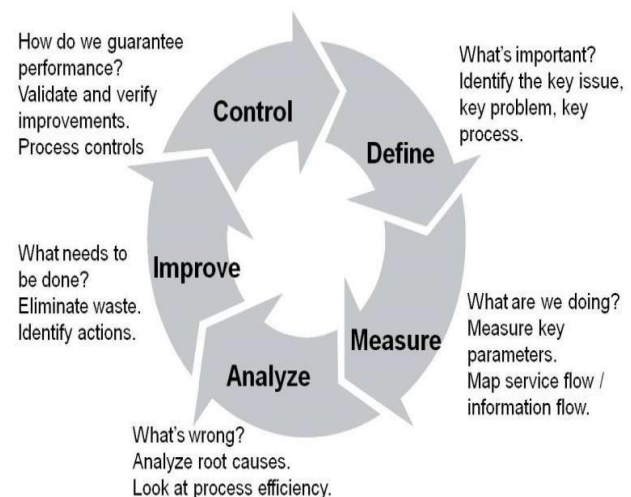 How do we guarantee
performance?
Validate and verify
improvements.
Process controls
Control
What's important?
Identify the key issue,
key problem, key
process.
Define
What are we doing?
Measure key
parameters.
Map service flow /
information flow.
Measure
What's wrong?
Analyze root causes.
Look at process efficiency.
Analyze
What needs to
be done?
Eliminate waste.
Identify actions.
Improve